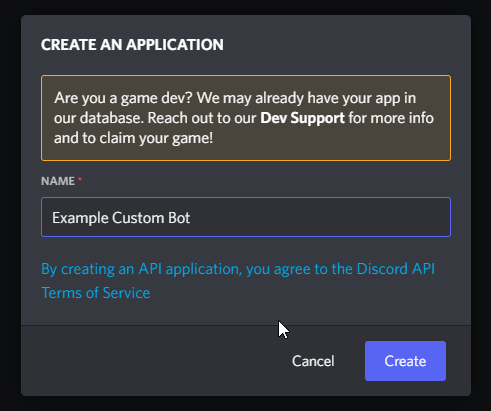 CREATE AN APPLICATION
Are you a game dev? We may already have your app in
our database. Reach out to our Dev Support for more info
and to claim your game!
NAME *
Example Custom Bot
By creating an API application, you agree to the Discord API
Terms of Service
Cancel
Create